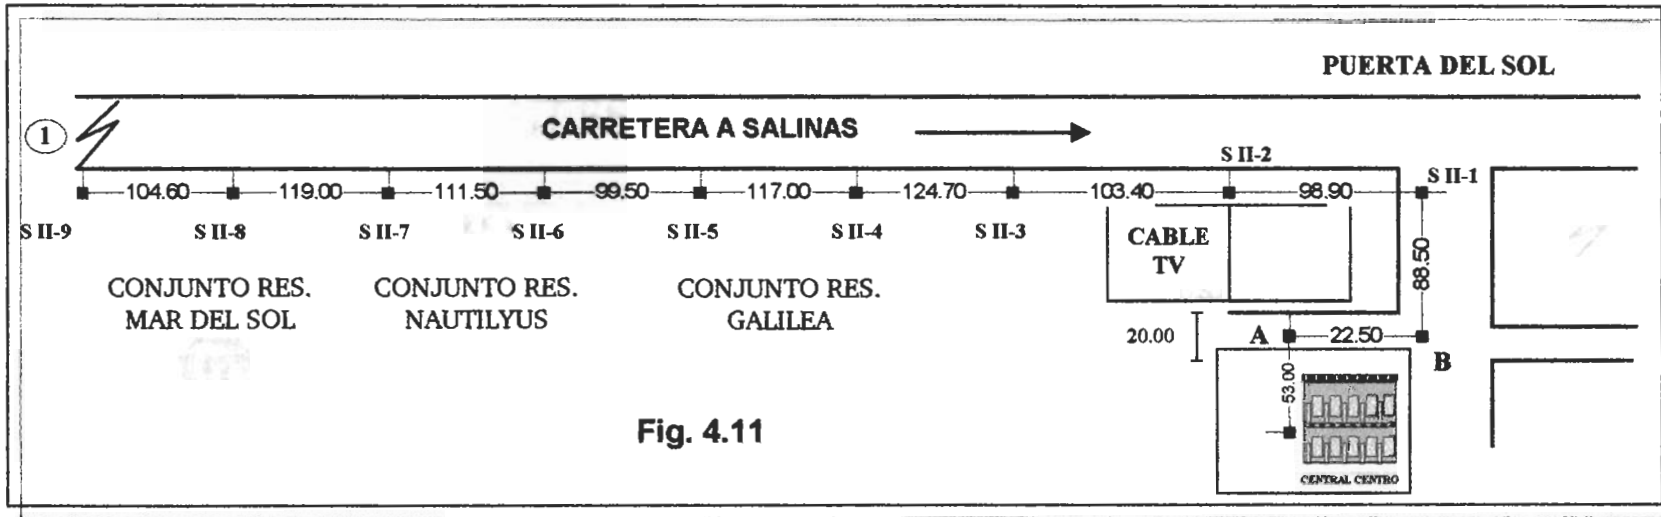 PUERTA DEL SOL
1
CARRETERA A SALINAS
S II-2
S II-1
104.60
119.00
111.50
99.50
117.00
124.70
103.40
98.90
S II-9
S II-8
S II-7
S II-6
S II-5
S II-4
S II-3
CABLE
TV
88.50
CONJUNTO RES.
MAR DEL SOL
CONJUNTO RES.
NAUTILYUS
CONJUNTO RES.
GALILEA
20.00
A
22.50
B
53.00
Fig. 4.11
CENTRAL CENTRO